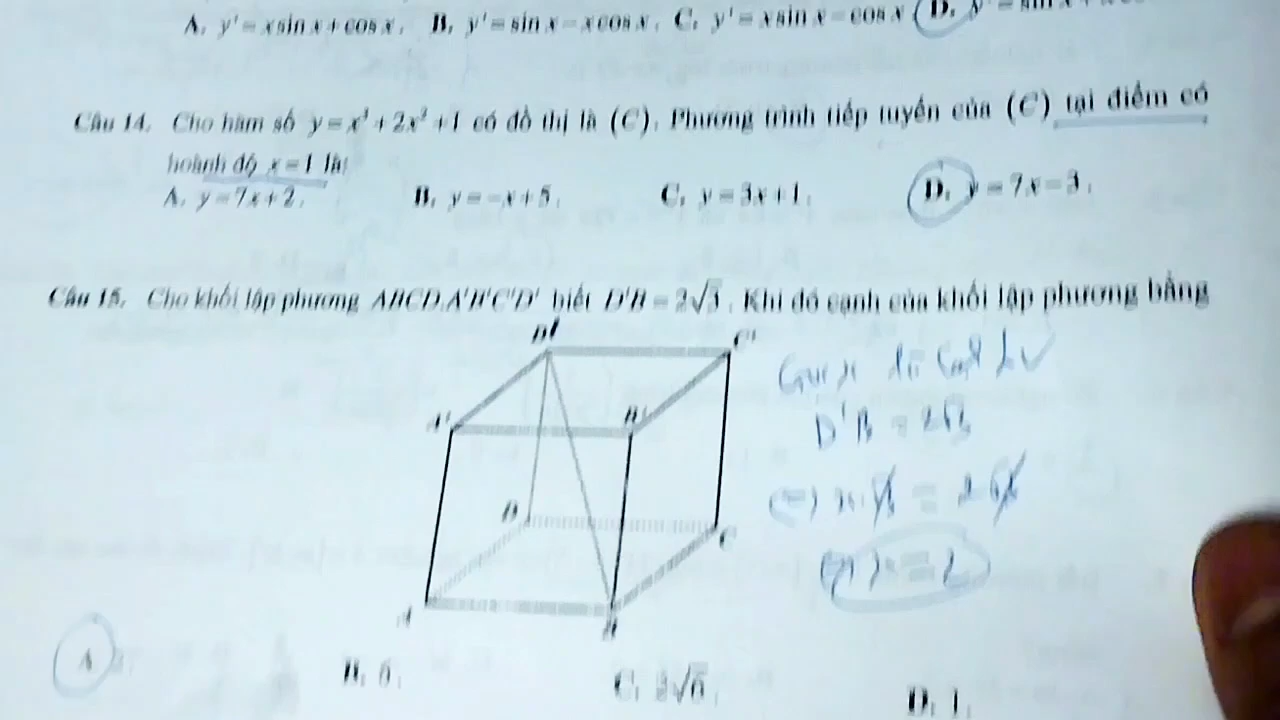 A. y' = x sin x + cos x. B. y' = sin x − x cos x. C. y' = x sin x − cos x D.
Câu 14. Cho hàm số y = x³ + 2x² + 1 có đồ thị là (C). Phương trình tiếp tuyến của (C) tại điểm có
hoành độ x = 1 là:
A. y = 7x + 2. B. y = −x + 5. C. y = 3x + 1. D. y = 7x − 3.
Câu 15. Cho khối lập phương ABCD.A'B'C'D' biết D'B = 2√3. Khi đó cạnh của khối lập phương bằng
D' C'
A' B'
D C
A B
D'B = 2√3
x = 2
A B. 6. C. √6. D. 1.